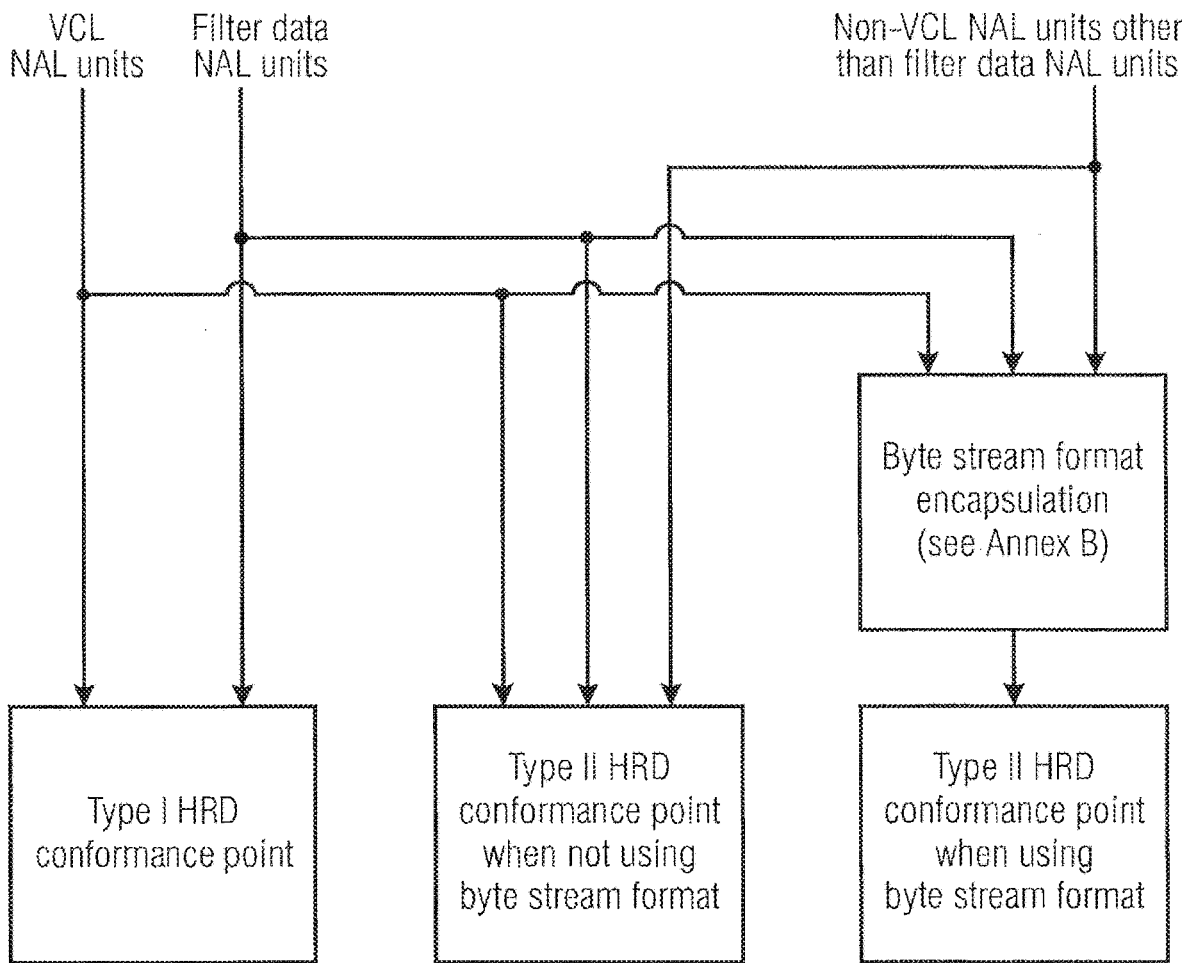 VCL
NAL units
Filter data
NAL units
Non-VCL NAL units other
than filter data NAL units
Byte stream format
encapsulation
(see Annex B)
Type I HRD
conformance point
Type II HRD
conformance point
when not using
byte stream format
Type II HRD
conformance point
when using
byte stream format